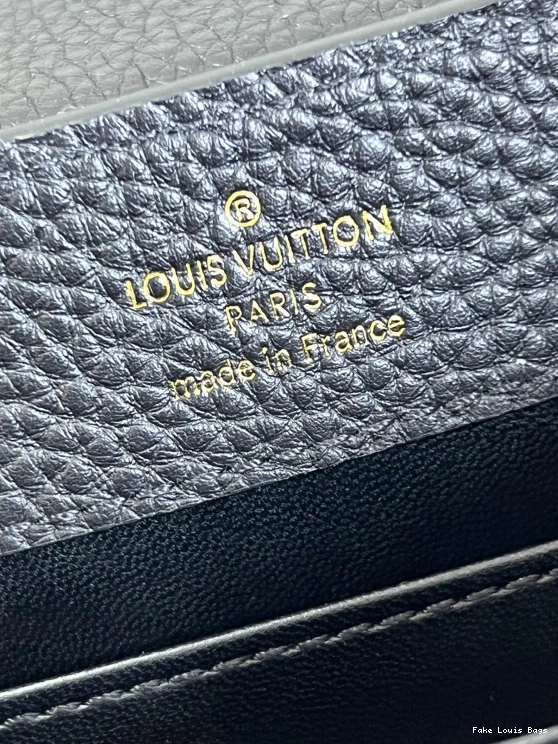 ®
LOUIS VUITTON
PARIS
made in France
Fake Louis Bags